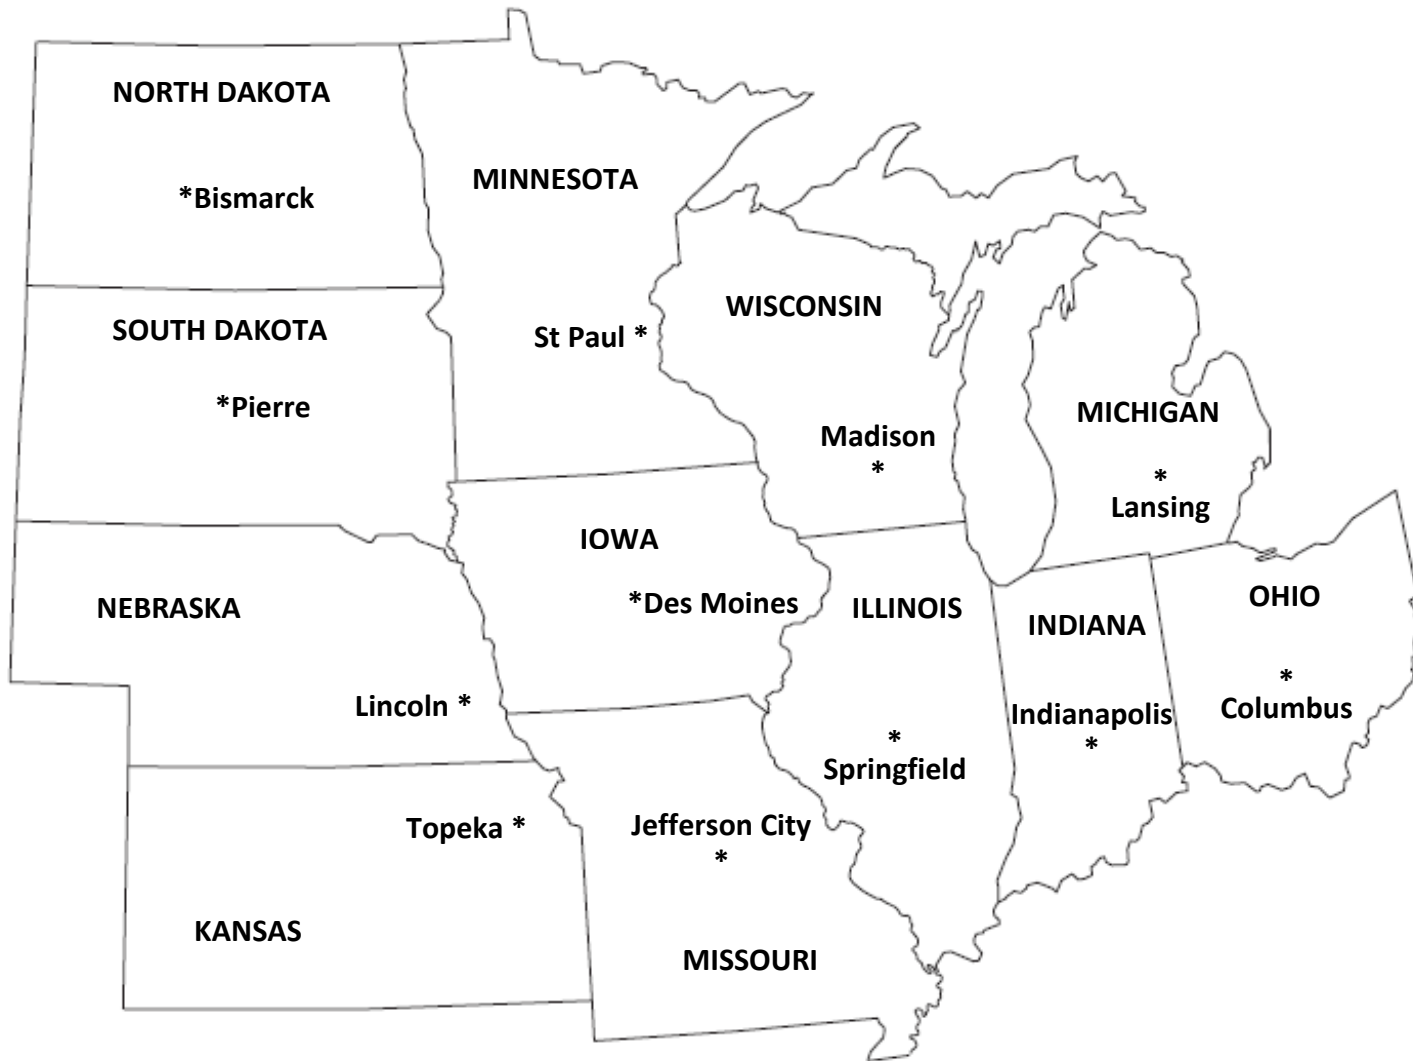 NORTH DAKOTA
*Bismarck
MINNESOTA
SOUTH DAKOTA
*Pierre
St Paul *
WISCONSIN
Madison
*
MICHIGAN
*
Lansing
NEBRASKA
Lincoln *
IOWA
*Des Moines
ILLINOIS
*
Springfield
INDIANA
Indianapolis
*
OHIO
*
Columbus
Topeka *
KANSAS
Jefferson City
*
MISSOURI